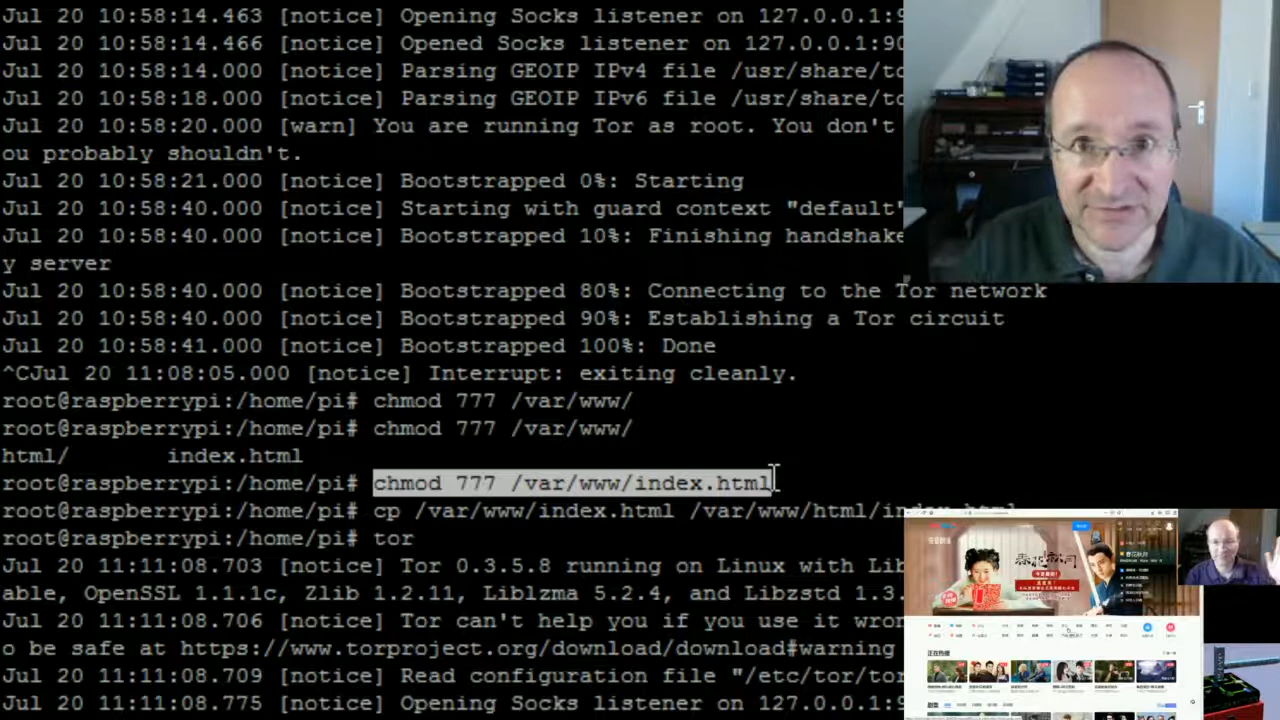 Jul 20 10:58:14.463 [notice] Opening Socks listener on 127.0.0.1:9
Jul 20 10:58:14.466 [notice] Opened Socks listener on 127.0.0.1:90
Jul 20 10:58:14.000 [notice] Parsing GEOIP IPv4 file /usr/share/to
Jul 20 10:58:18.000 [notice] Parsing GEOIP IPv6 file /usr/share/to
Jul 20 10:58:20.000 [warn] You are running Tor as root. You don't
ou probably shouldn't.
Jul 20 10:58:21.000 [notice] Bootstrapped 0%: Starting
Jul 20 10:58:40.000 [notice] Starting with guard context "default"
Jul 20 10:58:40.000 [notice] Bootstrapped 10%: Finishing handshake
y server
Jul 20 10:58:40.000 [notice] Bootstrapped 80%: Connecting to the Tor network
Jul 20 10:58:40.000 [notice] Bootstrapped 90%: Establishing a Tor circuit
Jul 20 10:58:41.000 [notice] Bootstrapped 100%: Done
^CJul 20 11:08:05.000 [notice] Interrupt: exiting cleanly.
root@raspberrypi:/home/pi# chmod 777 /var/www/
root@raspberrypi:/home/pi# chmod 777 /var/www/
html/ index.html
root@raspberrypi:/home/pi# chmod 777 /var/www/index.html
root@raspberrypi:/home/pi# cp /var/www/index.html /var/www/html/index.html
root@raspberrypi:/home/pi# tor
Jul 20 11:11:08.703 [notice] Tor 0.3.5.8 running on Linux with Lib
able, OpenSSL 1.1.1c, Zlib 1.2.11, Liblzma 5.2.4, and Libzstd 1.3.
Jul 20 11:11:08.706 [notice] Tor can't help you if you use it wron
o be safe at https://www.torproject.org/download/download#warning
Jul 20 11:11:08.706 [notice] Read configuration file "/etc/tor/tor
Jul 20 11:11:08.7 [notice] Opening Socks listener on 127.0.0.1:9
春花秋月
正在热播